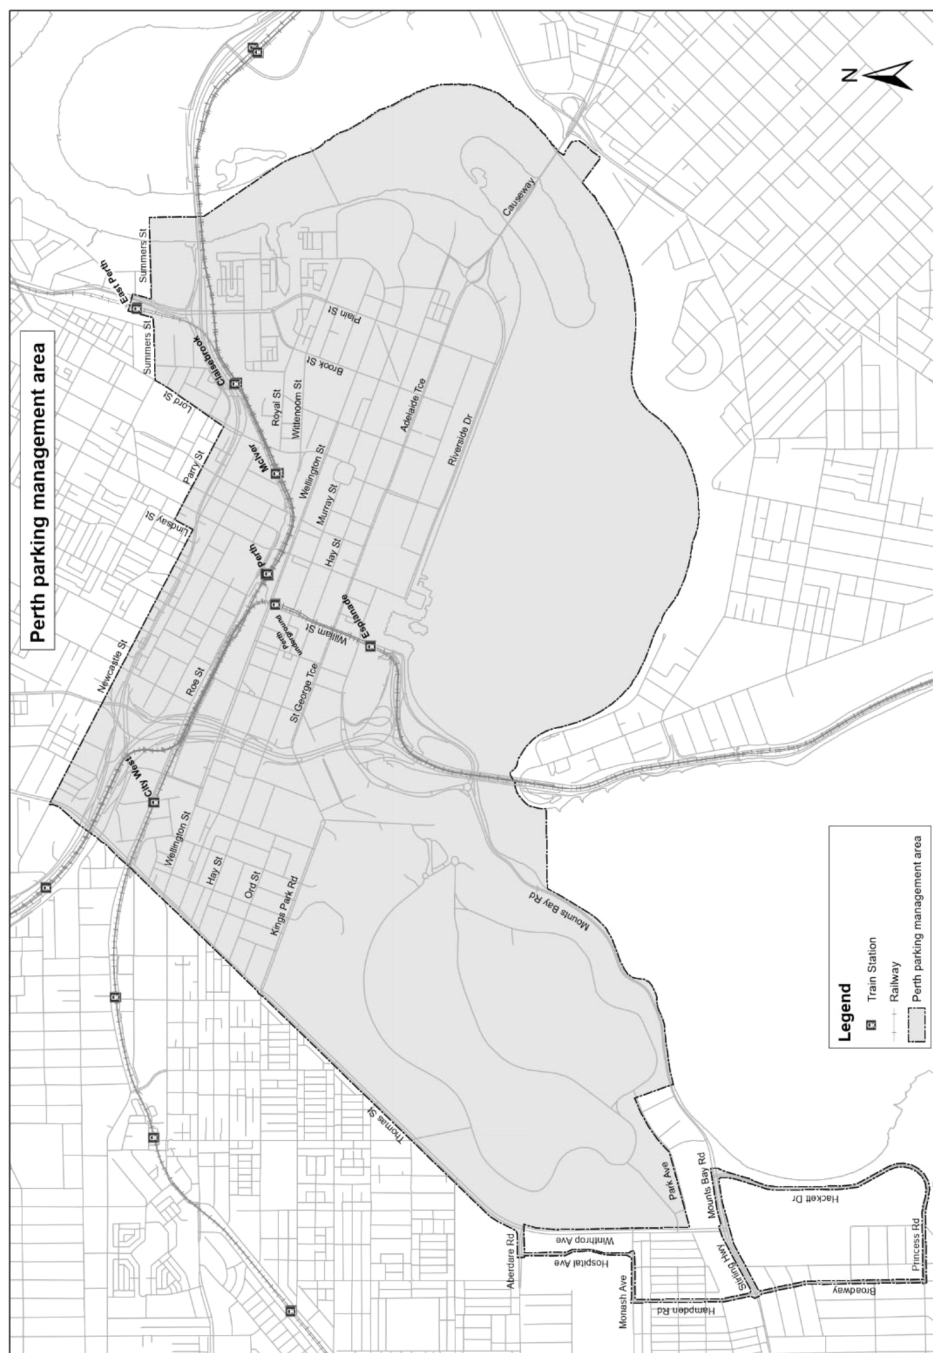 Perth parking management area
N
East Perth
Summers St
Summers St
Claisebrook
Lord St
Parry St
McIver
Royal St
Wittenoom St
Plain St
Brook St
Causeway
Adelaide Tce
Riverside Dr
Wellington St
Murray St
Hay St
Lindsay St
Perth
Perth
underground
William St
Esplanade
Newcastle St
Roe St
St George Tce
City West
Wellington St
Hay St
Ord St
Kings Park Rd
Mounts Bay Rd
Thomas St
Park Ave
Mounts Bay Rd
Winthrop Ave
Aberdare Rd
Hospital Ave
Monash Ave
Hampden Rd
Stirling Hwy
Hackett Dr
Broadway
Princess Rd
Legend
Train Station
Railway
Perth parking management area